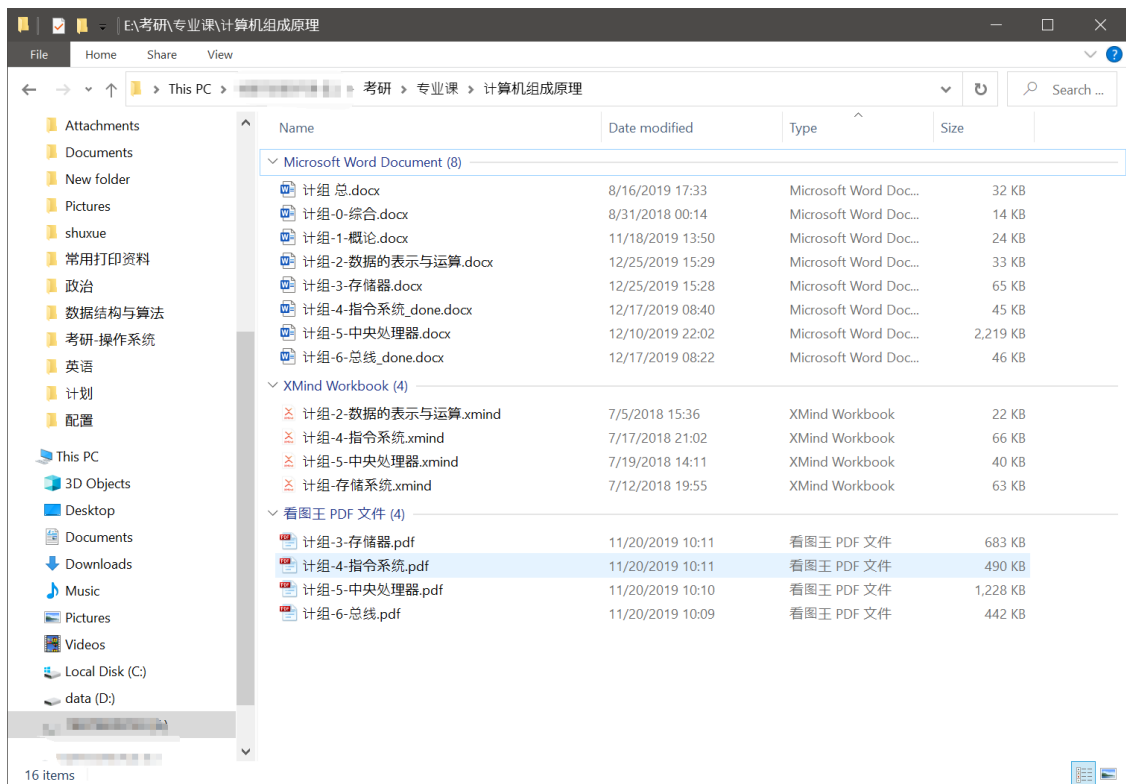 E:\考研\专业课\计算机组成原理
File Home Share View
This PC 考研 专业课 计算机组成原理 Search ...
Attachments
Documents
New folder
Pictures
shuxue
常用打印资料
政治
数据结构与算法
考研-操作系统
英语
计划
配置
This PC
3D Objects
Desktop
Documents
Downloads
Music
Pictures
Videos
Local Disk (C:)
data (D:)
Name Date modified Type Size
Microsoft Word Document (8)
计组 总.docx 8/16/2019 17:33 Microsoft Word Doc... 32 KB
计组-0-综合.docx 8/31/2018 00:14 Microsoft Word Doc... 14 KB
计组-1-概论.docx 11/18/2019 13:50 Microsoft Word Doc... 24 KB
计组-2-数据的表示与运算.docx 12/25/2019 15:29 Microsoft Word Doc... 33 KB
计组-3-存储器.docx 12/25/2019 15:28 Microsoft Word Doc... 65 KB
计组-4-指令系统_done.docx 12/17/2019 08:40 Microsoft Word Doc... 45 KB
计组-5-中央处理器.docx 12/10/2019 22:02 Microsoft Word Doc... 2,219 KB
计组-6-总线_done.docx 12/17/2019 08:22 Microsoft Word Doc... 46 KB
XMind Workbook (4)
计组-2-数据的表示与运算.xmind 7/5/2018 15:36 XMind Workbook 22 KB
计组-4-指令系统.xmind 7/17/2018 21:02 XMind Workbook 66 KB
计组-5-中央处理器.xmind 7/19/2018 14:11 XMind Workbook 40 KB
计组-存储系统.xmind 7/12/2018 19:55 XMind Workbook 63 KB
看图王 PDF 文件 (4)
计组-3-存储器.pdf 11/20/2019 10:11 看图王 PDF 文件 683 KB
计组-4-指令系统.pdf 11/20/2019 10:11 看图王 PDF 文件 490 KB
计组-5-中央处理器.pdf 11/20/2019 10:10 看图王 PDF 文件 1,228 KB
计组-6-总线.pdf 11/20/2019 10:09 看图王 PDF 文件 442 KB
16 items